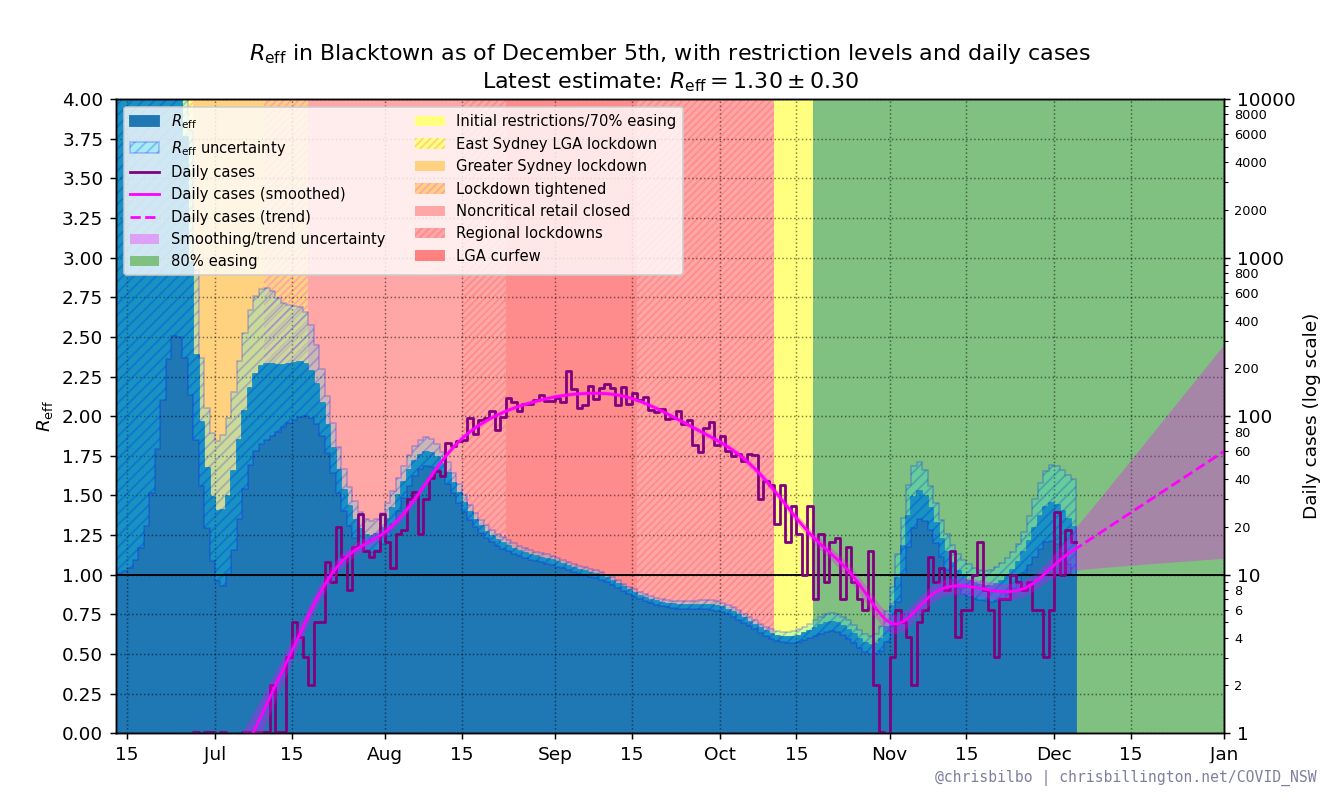 Reff in Blacktown as of December 5th, with restriction levels and daily cases
Latest estimate: Reff = 1.30 ± 0.30
Reff
Reff uncertainty
Daily cases
Daily cases (smoothed)
Daily cases (trend)
Smoothing/trend uncertainty
80% easing
Initial restrictions/70% easing
East Sydney LGA lockdown
Greater Sydney lockdown
Lockdown tightened
Noncritical retail closed
Regional lockdowns
LGA curfew
Reff
4.00
3.75
3.50
3.25
3.00
2.75
2.50
2.25
2.00
1.75
1.50
1.25
1.00
0.75
0.50
0.25
0.00
10000
8000
6000
4000
2000
1000
800
600
400
200
100
80
60
40
20
10
8
6
4
2
1
Daily cases (log scale)
15 Jul 15 Aug 15 Sep 15 Oct 15 Nov 15 Dec 15 Jan
@chrisbilbo | chrisbillington.net/COVID_NSW